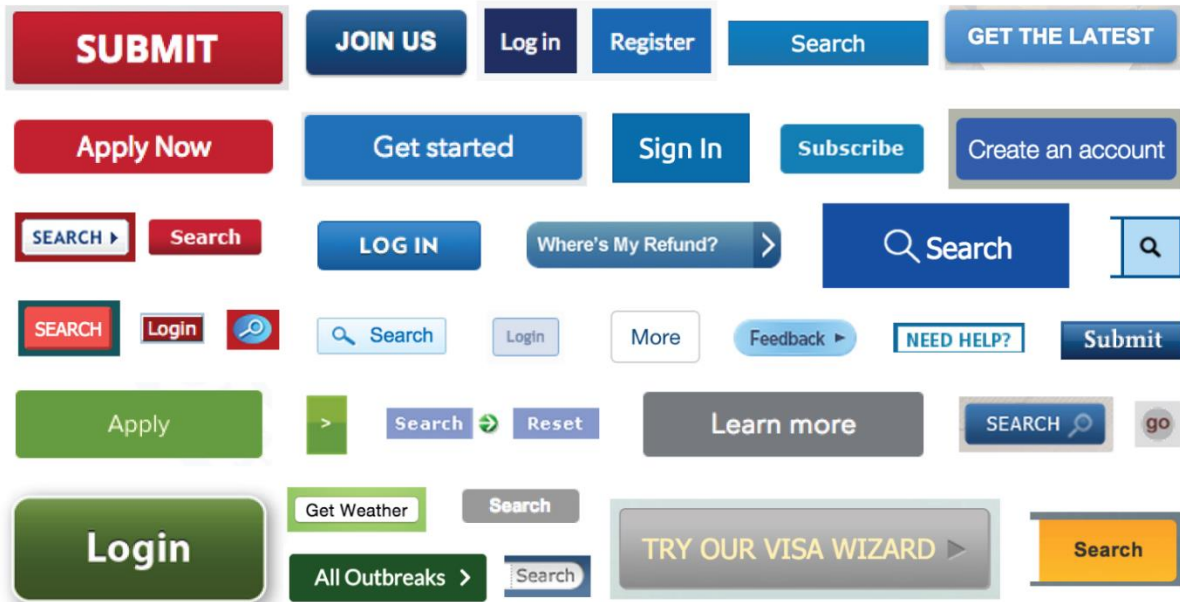 SUBMIT
JOIN US
Log in
Register
Search
GET THE LATEST
Apply Now
Get started
Sign In
Subscribe
Create an account
SEARCH
Search
LOG IN
Where's My Refund?
Search
SEARCH
Login
Search
Login
More
Feedback
NEED HELP?
Submit
Apply
>
Search
Reset
Learn more
SEARCH
go
Login
Get Weather
Search
All Outbreaks >
Search
TRY OUR VISA WIZARD
Search